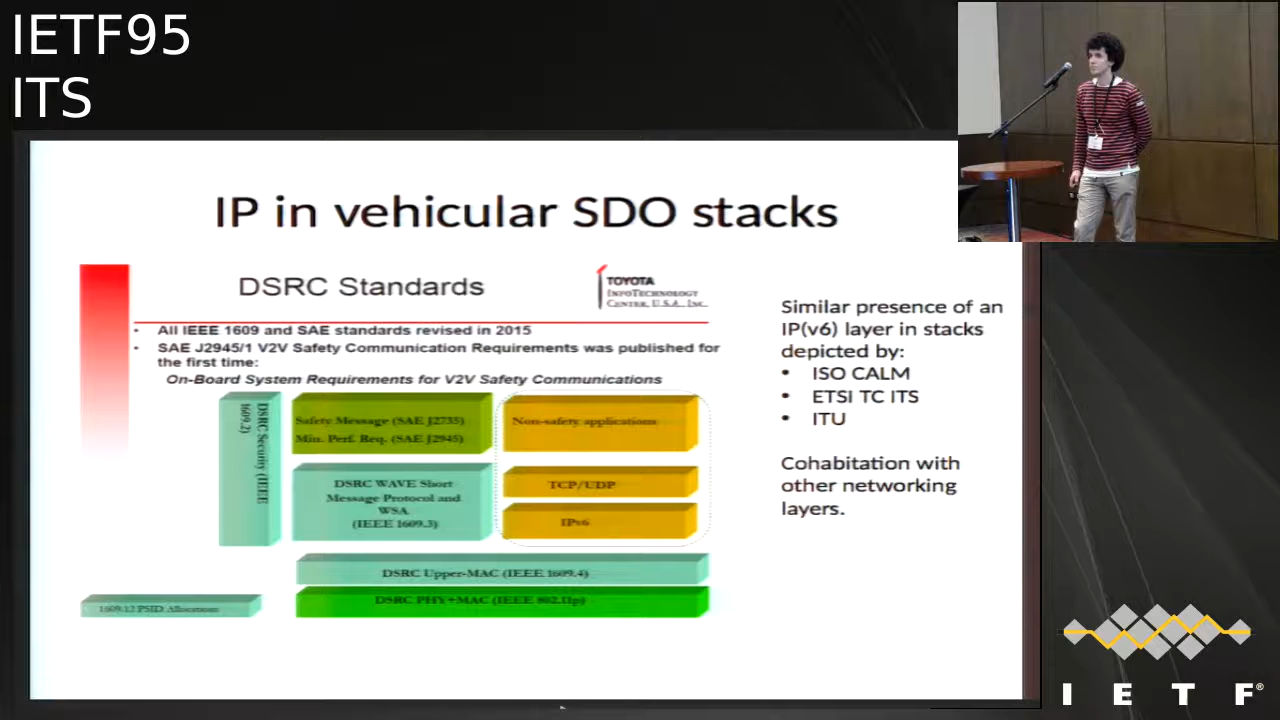 IETF95
ITS
IP in vehicular SDO stacks
DSRC Standards
TOYOTA
INFOTECHNOLOGY
CENTER, U.S.A., INC.
• All IEEE 1609 and SAE standards revised in 2015
• SAE J2945/1 V2V Safety Communication Requirements was published for
the first time:
On-Board System Requirements for V2V Safety Communications
DSRC Security (IEEE
1609.2)
Safety Message (SAE J2735)
Min. Perf. Req. (SAE J2945)
Non-safety applications
DSRC WAVE Short
Message Protocol and
WSA
(IEEE 1609.3)
TCP/UDP
IPv6
DSRC Upper-MAC (IEEE 1609.4)
DSRC PHY+MAC (IEEE 802.11p)
1609.12 PSID Allocations
Similar presence of an
IP(v6) layer in stacks
depicted by:
• ISO CALM
• ETSI TC ITS
• ITU
Cohabitation with
other networking
layers.
I E T F®